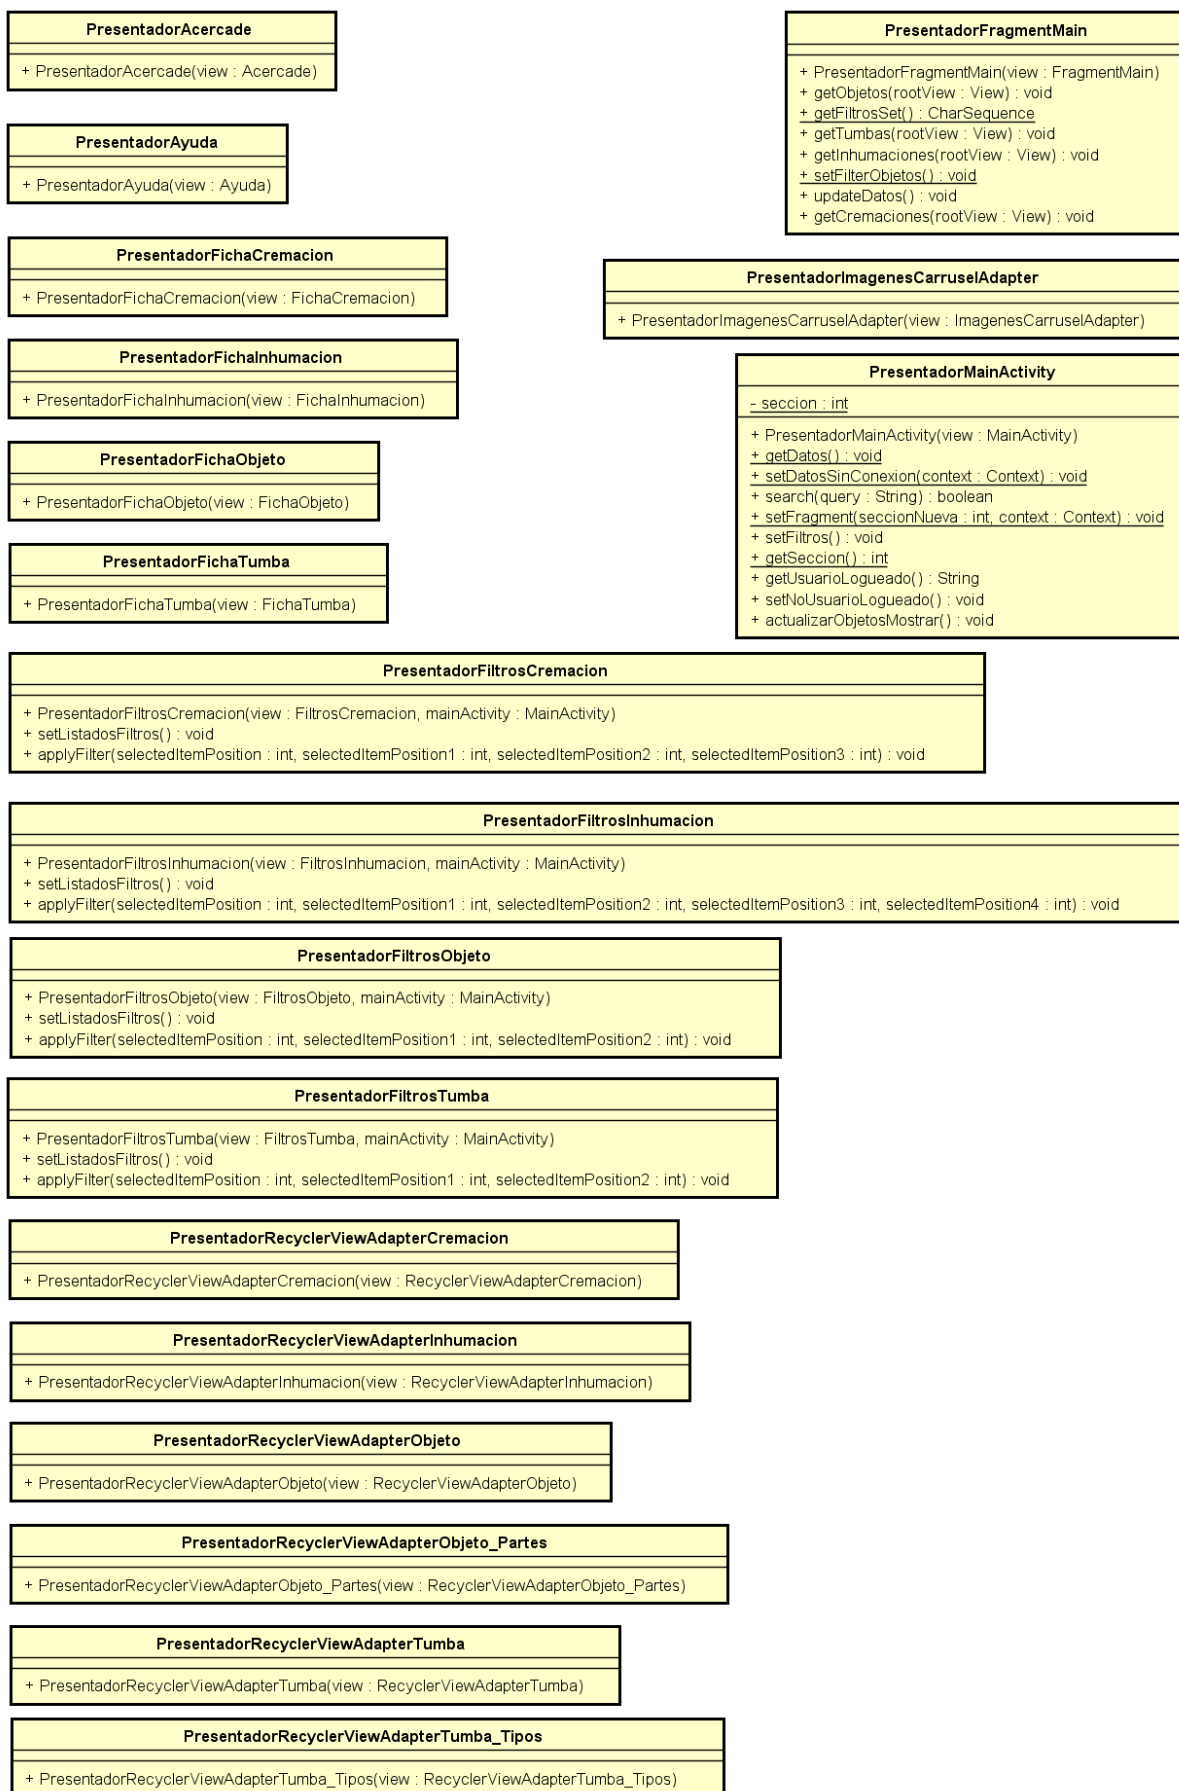 PresentadorAcercade
+ PresentadorAcercade(view : Acercade)
PresentadorFragmentMain
+ PresentadorFragmentMain(view : FragmentMain)
+ getObjetos(rootView : View) : void
+ getFiltrosSet() : CharSequence
+ getTumbas(rootView : View) : void
+ getInhumaciones(rootView : View) : void
+ setFilterObjetos() : void
+ updateDatos() : void
+ getCremaciones(rootView : View) : void
PresentadorAyuda
+ PresentadorAyuda(view : Ayuda)
PresentadorFichaCremacion
+ PresentadorFichaCremacion(view : FichaCremacion)
PresentadorImagenesCarruselAdapter
+ PresentadorImagenesCarruselAdapter(view : ImagenesCarruselAdapter)
PresentadorFichaInhumacion
+ PresentadorFichaInhumacion(view : FichaInhumacion)
PresentadorMainActivity
- seccion : int
+ PresentadorMainActivity(view : MainActivity)
+ getDatos() : void
+ setDatosSinConexion(context : Context) : void
+ search(query : String) : boolean
+ setFragment(seccionNueva : int, context : Context) : void
+ setFiltros() : void
+ getSeccion() : int
+ getUsuarioLogueado() : String
+ setNoUsuarioLogueado() : void
+ actualizarObjetosMostrar() : void
PresentadorFichaObjeto
+ PresentadorFichaObjeto(view : FichaObjeto)
PresentadorFichaTumba
+ PresentadorFichaTumba(view : FichaTumba)
PresentadorFiltrosCremacion
+ PresentadorFiltrosCremacion(view : FiltrosCremacion, mainActivity : MainActivity)
+ setListadosFiltros() : void
+ applyFilter(selectedItemPosition : int, selectedItemPosition1 : int, selectedItemPosition2 : int, selectedItemPosition3 : int) : void
PresentadorFiltrosInhumacion
+ PresentadorFiltrosInhumacion(view : FiltrosInhumacion, mainActivity : MainActivity)
+ setListadosFiltros() : void
+ applyFilter(selectedItemPosition : int, selectedItemPosition1 : int, selectedItemPosition2 : int, selectedItemPosition3 : int, selectedItemPosition4 : int) : void
PresentadorFiltrosObjeto
+ PresentadorFiltrosObjeto(view : FiltrosObjeto, mainActivity : MainActivity)
+ setListadosFiltros() : void
+ applyFilter(selectedItemPosition : int, selectedItemPosition1 : int, selectedItemPosition2 : int) : void
PresentadorFiltrosTumba
+ PresentadorFiltrosTumba(view : FiltrosTumba, mainActivity : MainActivity)
+ setListadosFiltros() : void
+ applyFilter(selectedItemPosition : int, selectedItemPosition1 : int, selectedItemPosition2 : int) : void
PresentadorRecyclerViewAdapterCremacion
+ PresentadorRecyclerViewAdapterCremacion(view : RecyclerViewAdapterCremacion)
PresentadorRecyclerViewAdapterInhumacion
+ PresentadorRecyclerViewAdapterInhumacion(view : RecyclerViewAdapterInhumacion)
PresentadorRecyclerViewAdapterObjeto
+ PresentadorRecyclerViewAdapterObjeto(view : RecyclerViewAdapterObjeto)
PresentadorRecyclerViewAdapterObjeto_Partes
+ PresentadorRecyclerViewAdapterObjeto_Partes(view : RecyclerViewAdapterObjeto_Partes)
PresentadorRecyclerViewAdapterTumba
+ PresentadorRecyclerViewAdapterTumba(view : RecyclerViewAdapterTumba)
PresentadorRecyclerViewAdapterTumba_Tipos
+ PresentadorRecyclerViewAdapterTumba_Tipos(view : RecyclerViewAdapterTumba_Tipos)